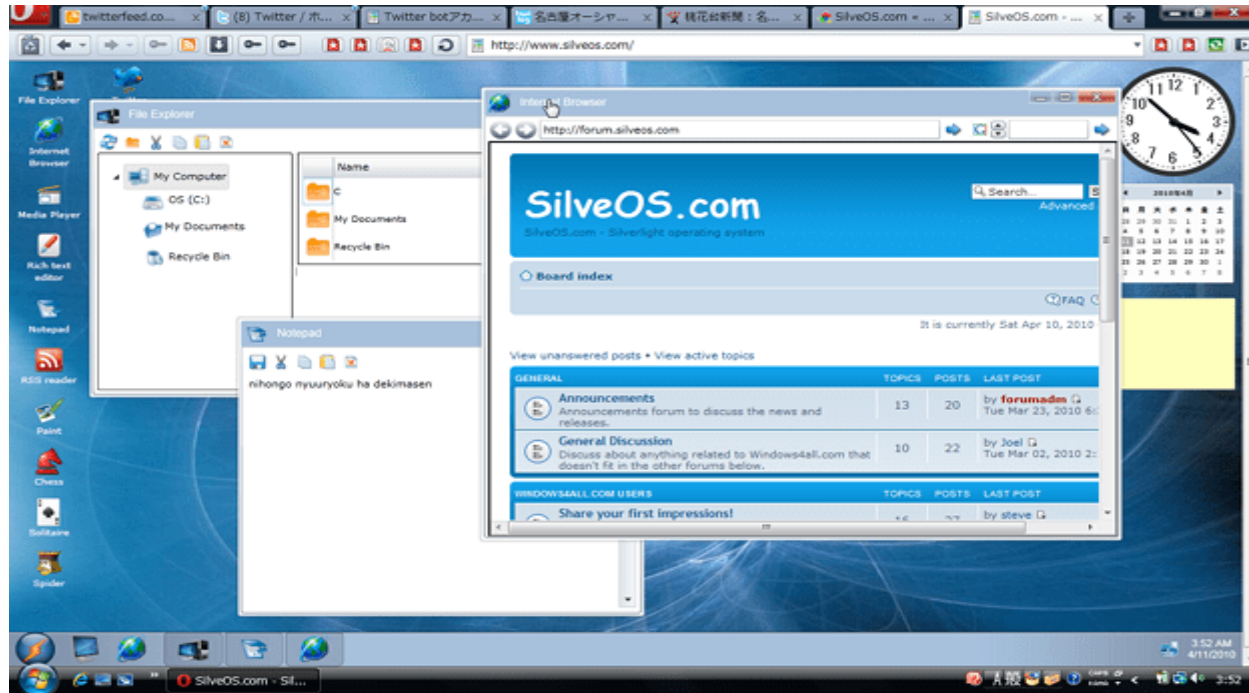 twitterfeed.co...
(8) Twitter / ホ...
Twitter botアカ...
名古屋オーシャ...
桃花台新聞：名...
SilveOS.com « ...
SilveOS.com - ...
http://www.silveos.com/
File Explorer
Internet
Browser
Media Player
Rich text
editor
Notepad
RSS reader
Paint
Chess
Solitaire
Spider
File Explorer
My Computer
OS (C:)
My Documents
Recycle Bin
Name
C
My Documents
Recycle Bin
Notepad
nihongo nyuuryoku ha dekimasen
Internet Browser
http://forum.silveos.com
SilveOS.com
SilveOS.com - Silverlight operating system
Search...
Advanced
Board index
FAQ
It is currently Sat Apr 10, 2010
View unanswered posts • View active topics
GENERAL TOPICS POSTS LAST POST
Announcements
Announcements forum to discuss the news and
releases.
13 20 by forumadm
Tue Mar 23, 2010 6:
General Discussion
Discuss about anything related to Windows4all.com that
doesn't fit in the other forums below.
10 22 by Joel
Tue Mar 02, 2010 2:
WINDOWS4ALL.COM USERS TOPICS POSTS LAST POST
Share your first impressions!
by steve
3:52 AM
4/11/2010
SilveOS.com - Sil...
A 般
3:52